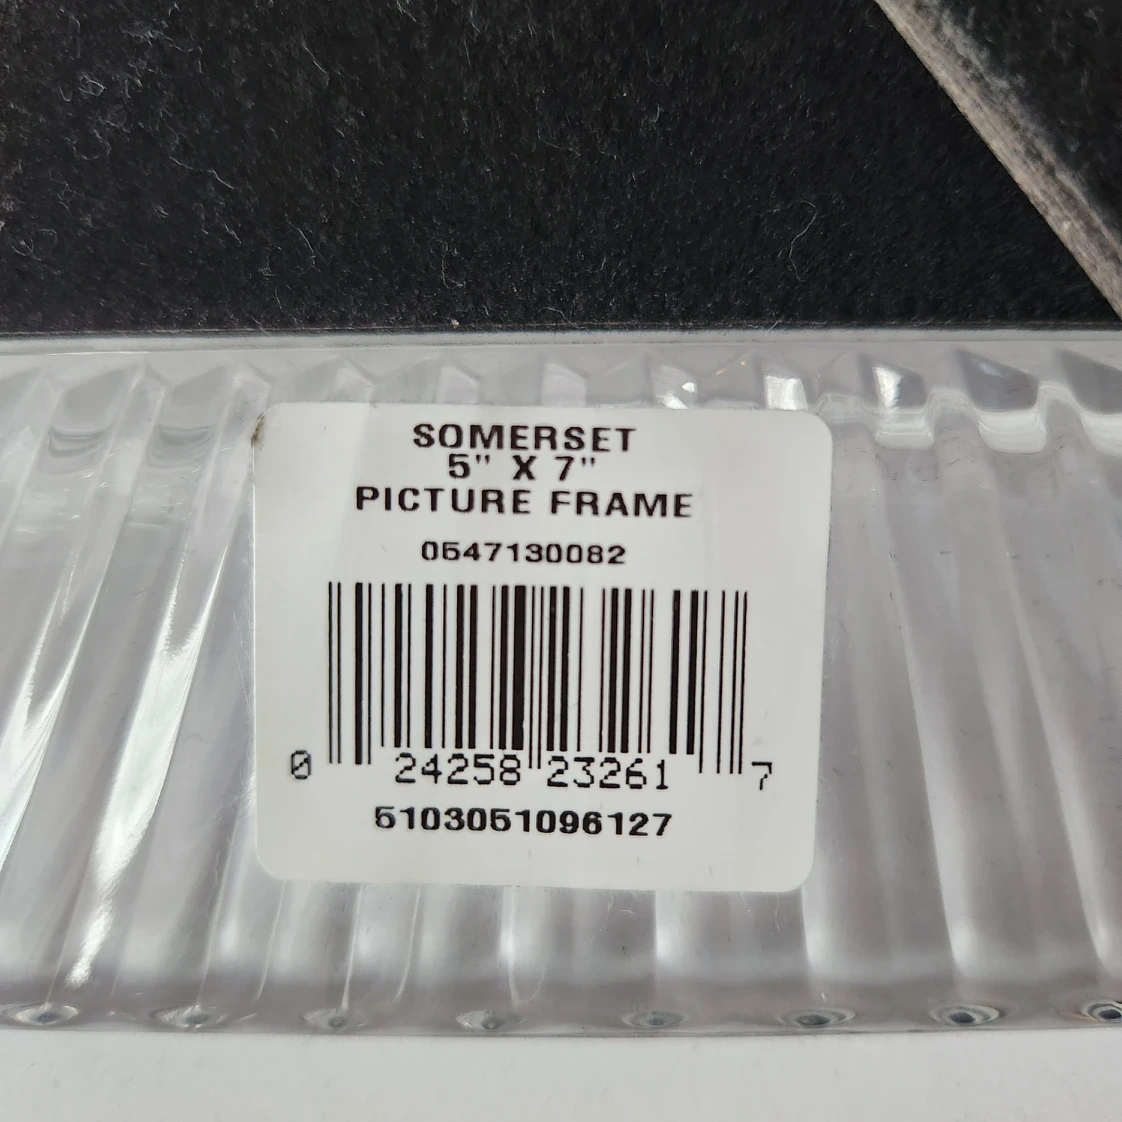 SOMERSET
5" X 7"
PICTURE FRAME
0547130082
0 24258 23261 7
5103051096127